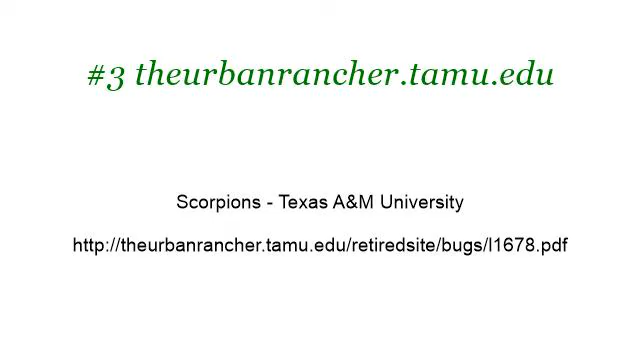 #3 theurbanrancher.tamu.edu
Scorpions - Texas A&M University
http://theurbanrancher.tamu.edu/retiredsite/bugs/l1678.pdf